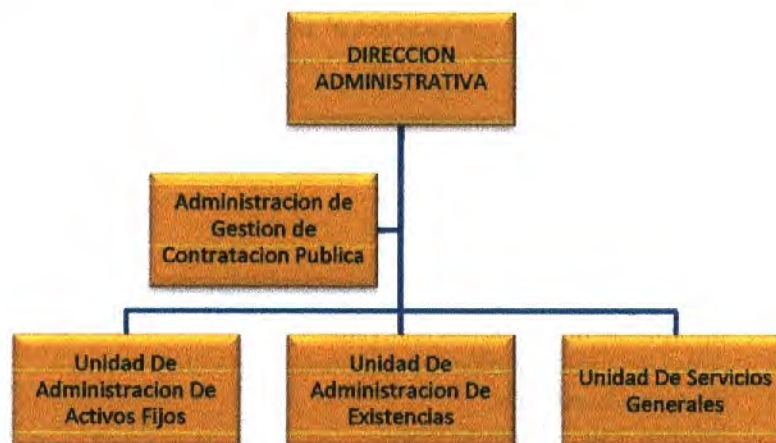 DIRECCION
ADMINISTRATIVA
Administracion de
Gestion de
Contratacion Publica
Unidad De
Administracion De
Activos Fijos
Unidad De
Administracion De
Existencias
Unidad De Servicios
Generales